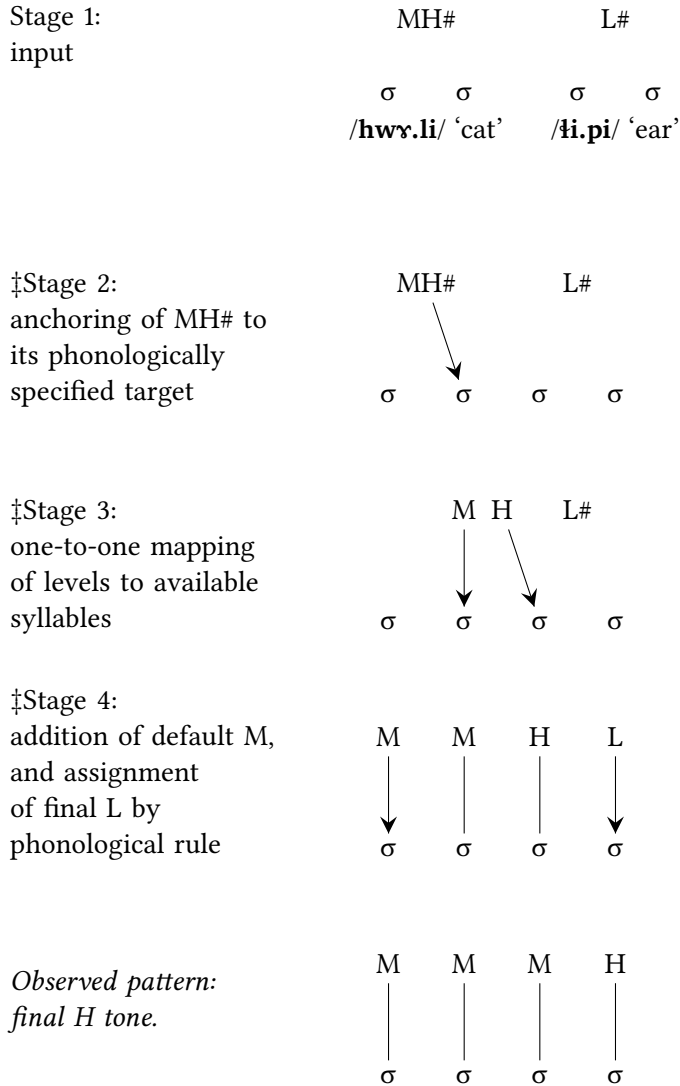 Stage 1: MH# L#
input
σ σ σ σ
/hwɤ.li/ ‘cat’ /ɬi.pi/ ‘ear’
‡Stage 2: MH# L#
anchoring of MH# to
its phonologically
specified target σ σ σ σ
‡Stage 3: M H L#
one-to-one mapping
of levels to available
syllables σ σ σ σ
‡Stage 4:
addition of default M, M M H L
and assignment
of final L by
phonological rule σ σ σ σ
Observed pattern: M M M H
final H tone.
σ σ σ σ